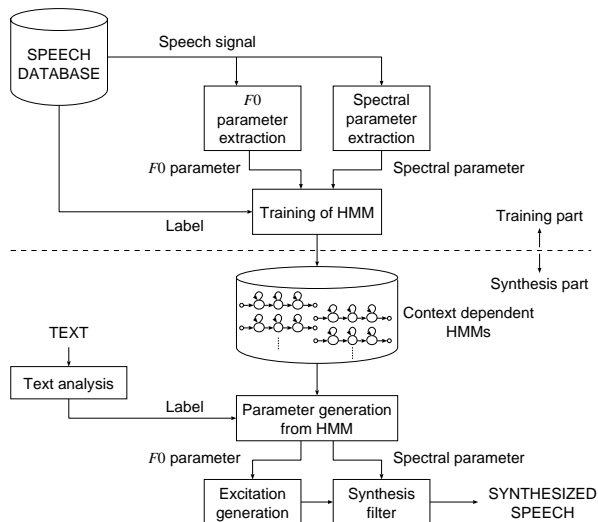 SPEECH
DATABASE
Speech signal
F0
parameter
extraction
Spectral
parameter
extraction
F0 parameter
Spectral parameter
Label
Training of HMM
Training part
Synthesis part
Context dependent
HMMs
TEXT
Text analysis
Label
Parameter generation
from HMM
F0 parameter
Spectral parameter
Excitation
generation
Synthesis
filter
SYNTHESIZED
SPEECH